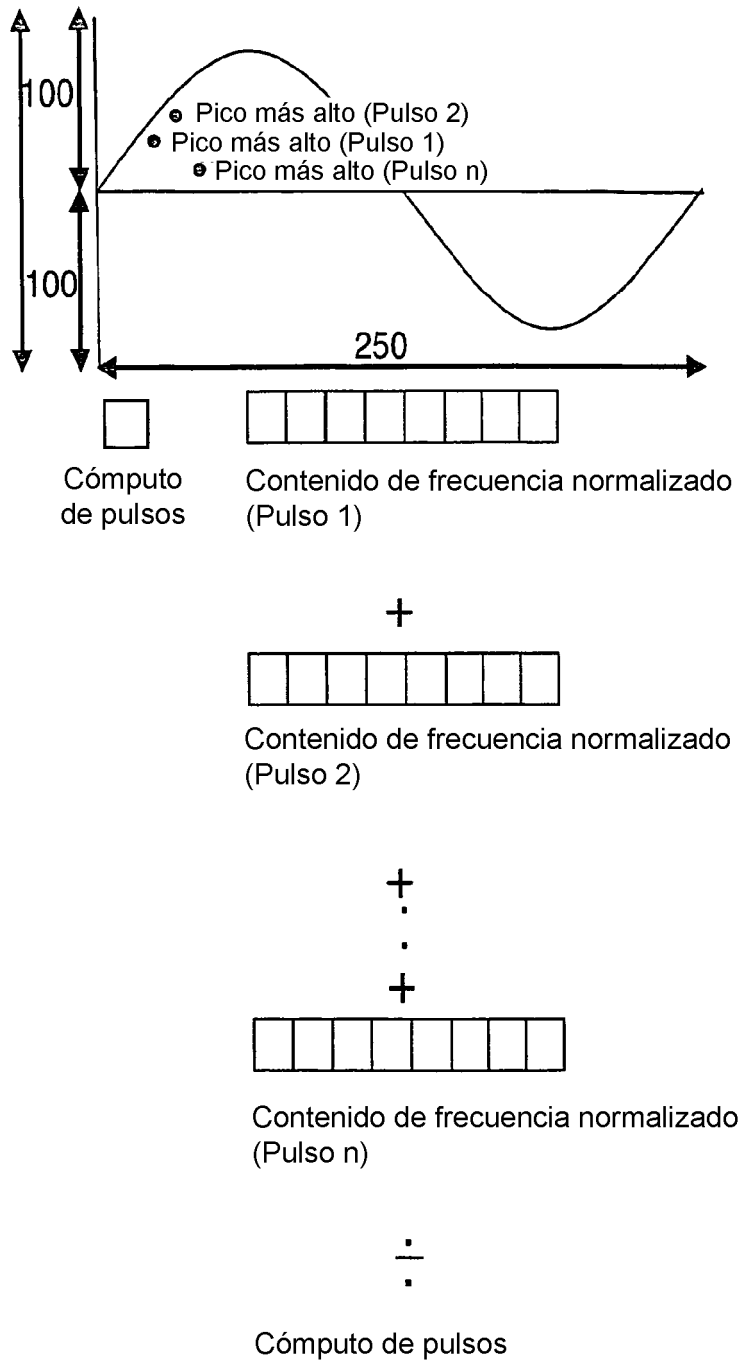 100
Pico más alto (Pulso 2)
Pico más alto (Pulso 1)
Pico más alto (Pulso n)
100
250
Cómputo
de pulsos
Contenido de frecuencia normalizado
(Pulso 1)
+
Contenido de frecuencia normalizado
(Pulso 2)
+
.
.
+
Contenido de frecuencia normalizado
(Pulso n)
÷
Cómputo de pulsos